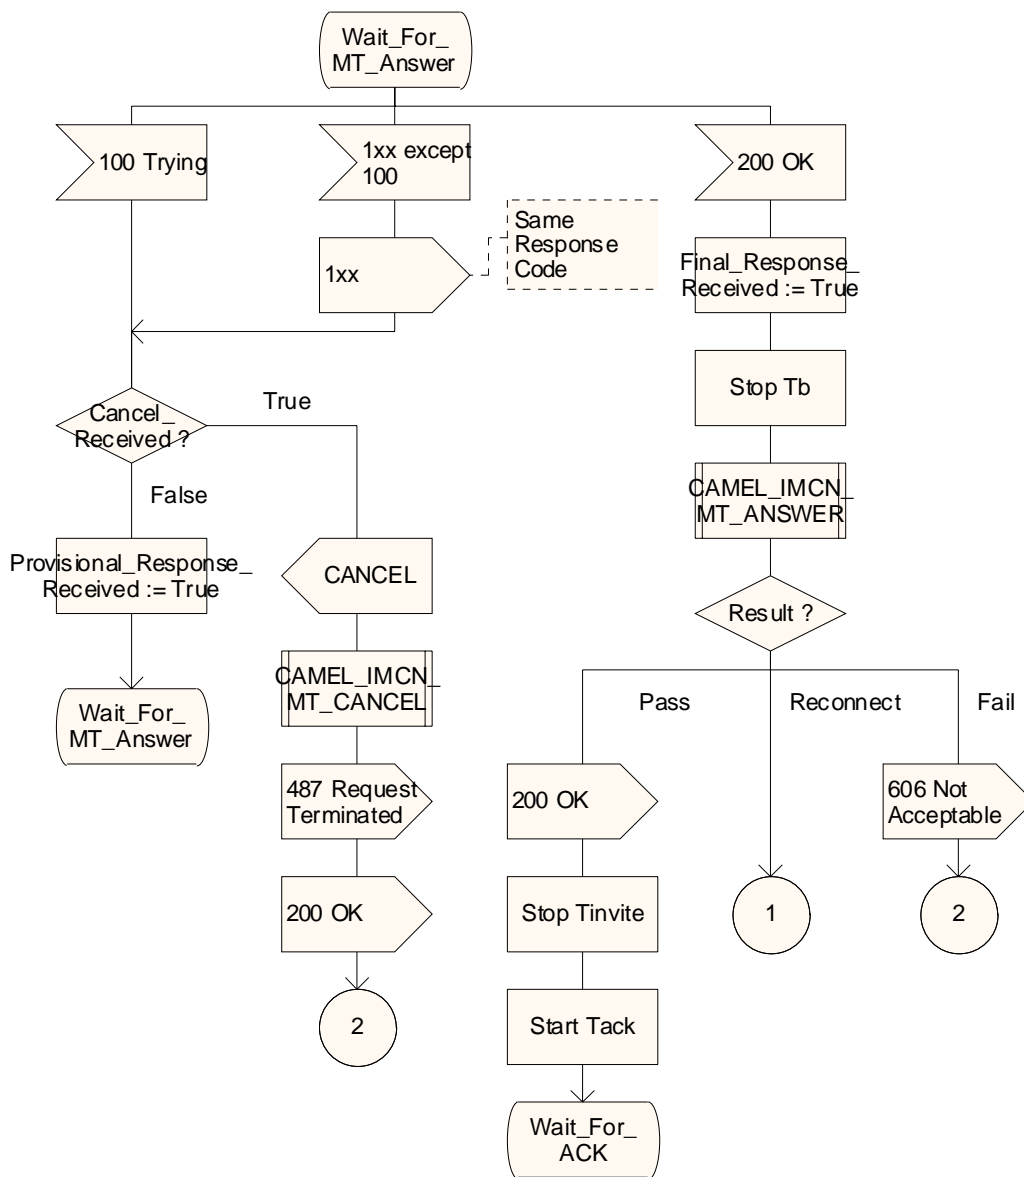 Wait_For_
MT_Answer
100 Trying
1xx except
100
200 OK
Same
Response
Code
1xx
Final_Response_
Received := True
Stop Tb
Cancel_
Received ?
True
False
CAMEL_IMCN_
MT_ANSWER
Provisional_Response_
Received := True
CANCEL
Result ?
CAMEL_IMCN_
MT_CANCEL
Pass
Reconnect
Fail
Wait_For_
MT_Answer
487 Request
Terminated
200 OK
606 Not
Acceptable
200 OK
Stop Tinvite
1
2
2
Start Tack
Wait_For_
ACK